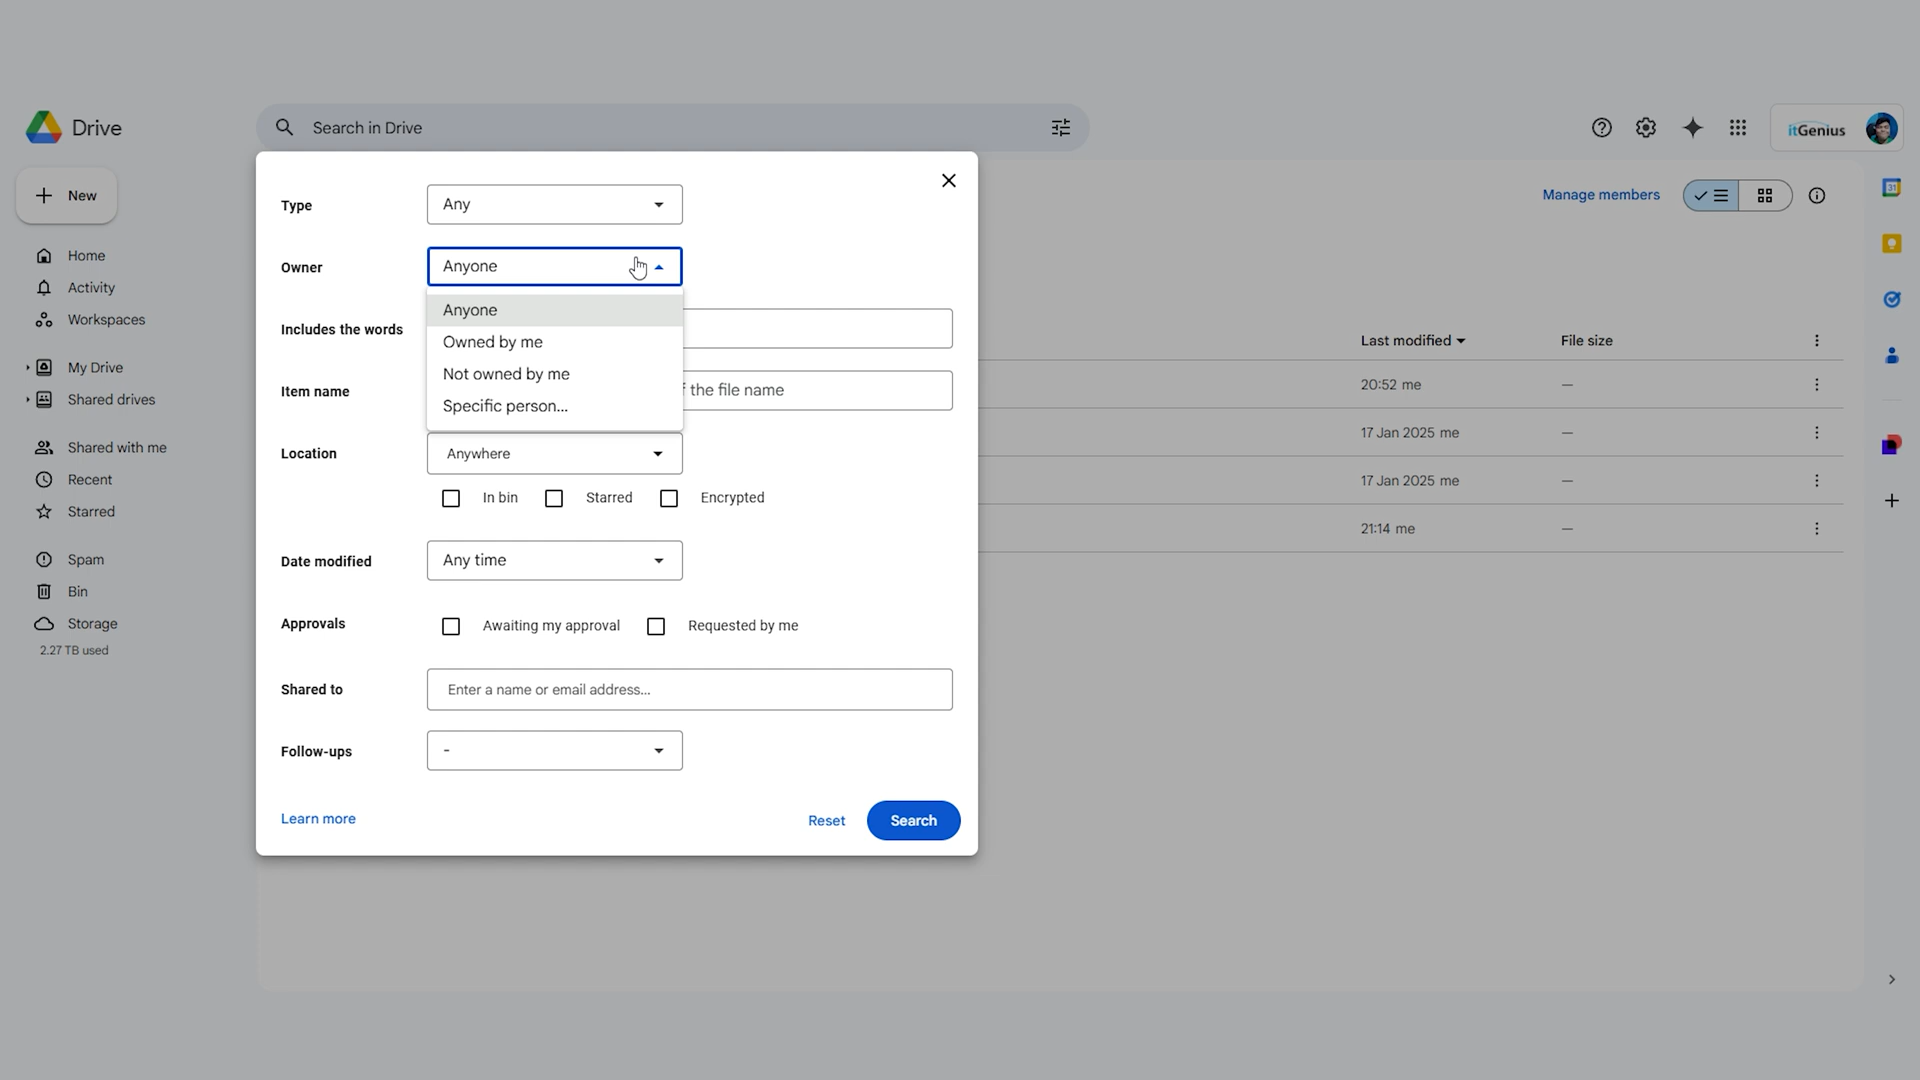 Drive
Search in Drive
itGenius
New
Home
Activity
Workspaces
My Drive
Shared drives
Shared with me
Recent
Starred
Spam
Bin
Storage
2.27 TB used
Type
Any
Owner
Anyone
Anyone
Owned by me
Not owned by me
Specific person...
Includes the words
Item name
the file name
Location
Anywhere
In bin
Starred
Encrypted
Date modified
Any time
Approvals
Awaiting my approval
Requested by me
Shared to
Enter a name or email address...
Follow-ups
-
Learn more
Reset
Search
Manage members
Last modified
File size
20:52 me
—
17 Jan 2025 me
—
17 Jan 2025 me
—
21:14 me
—
31